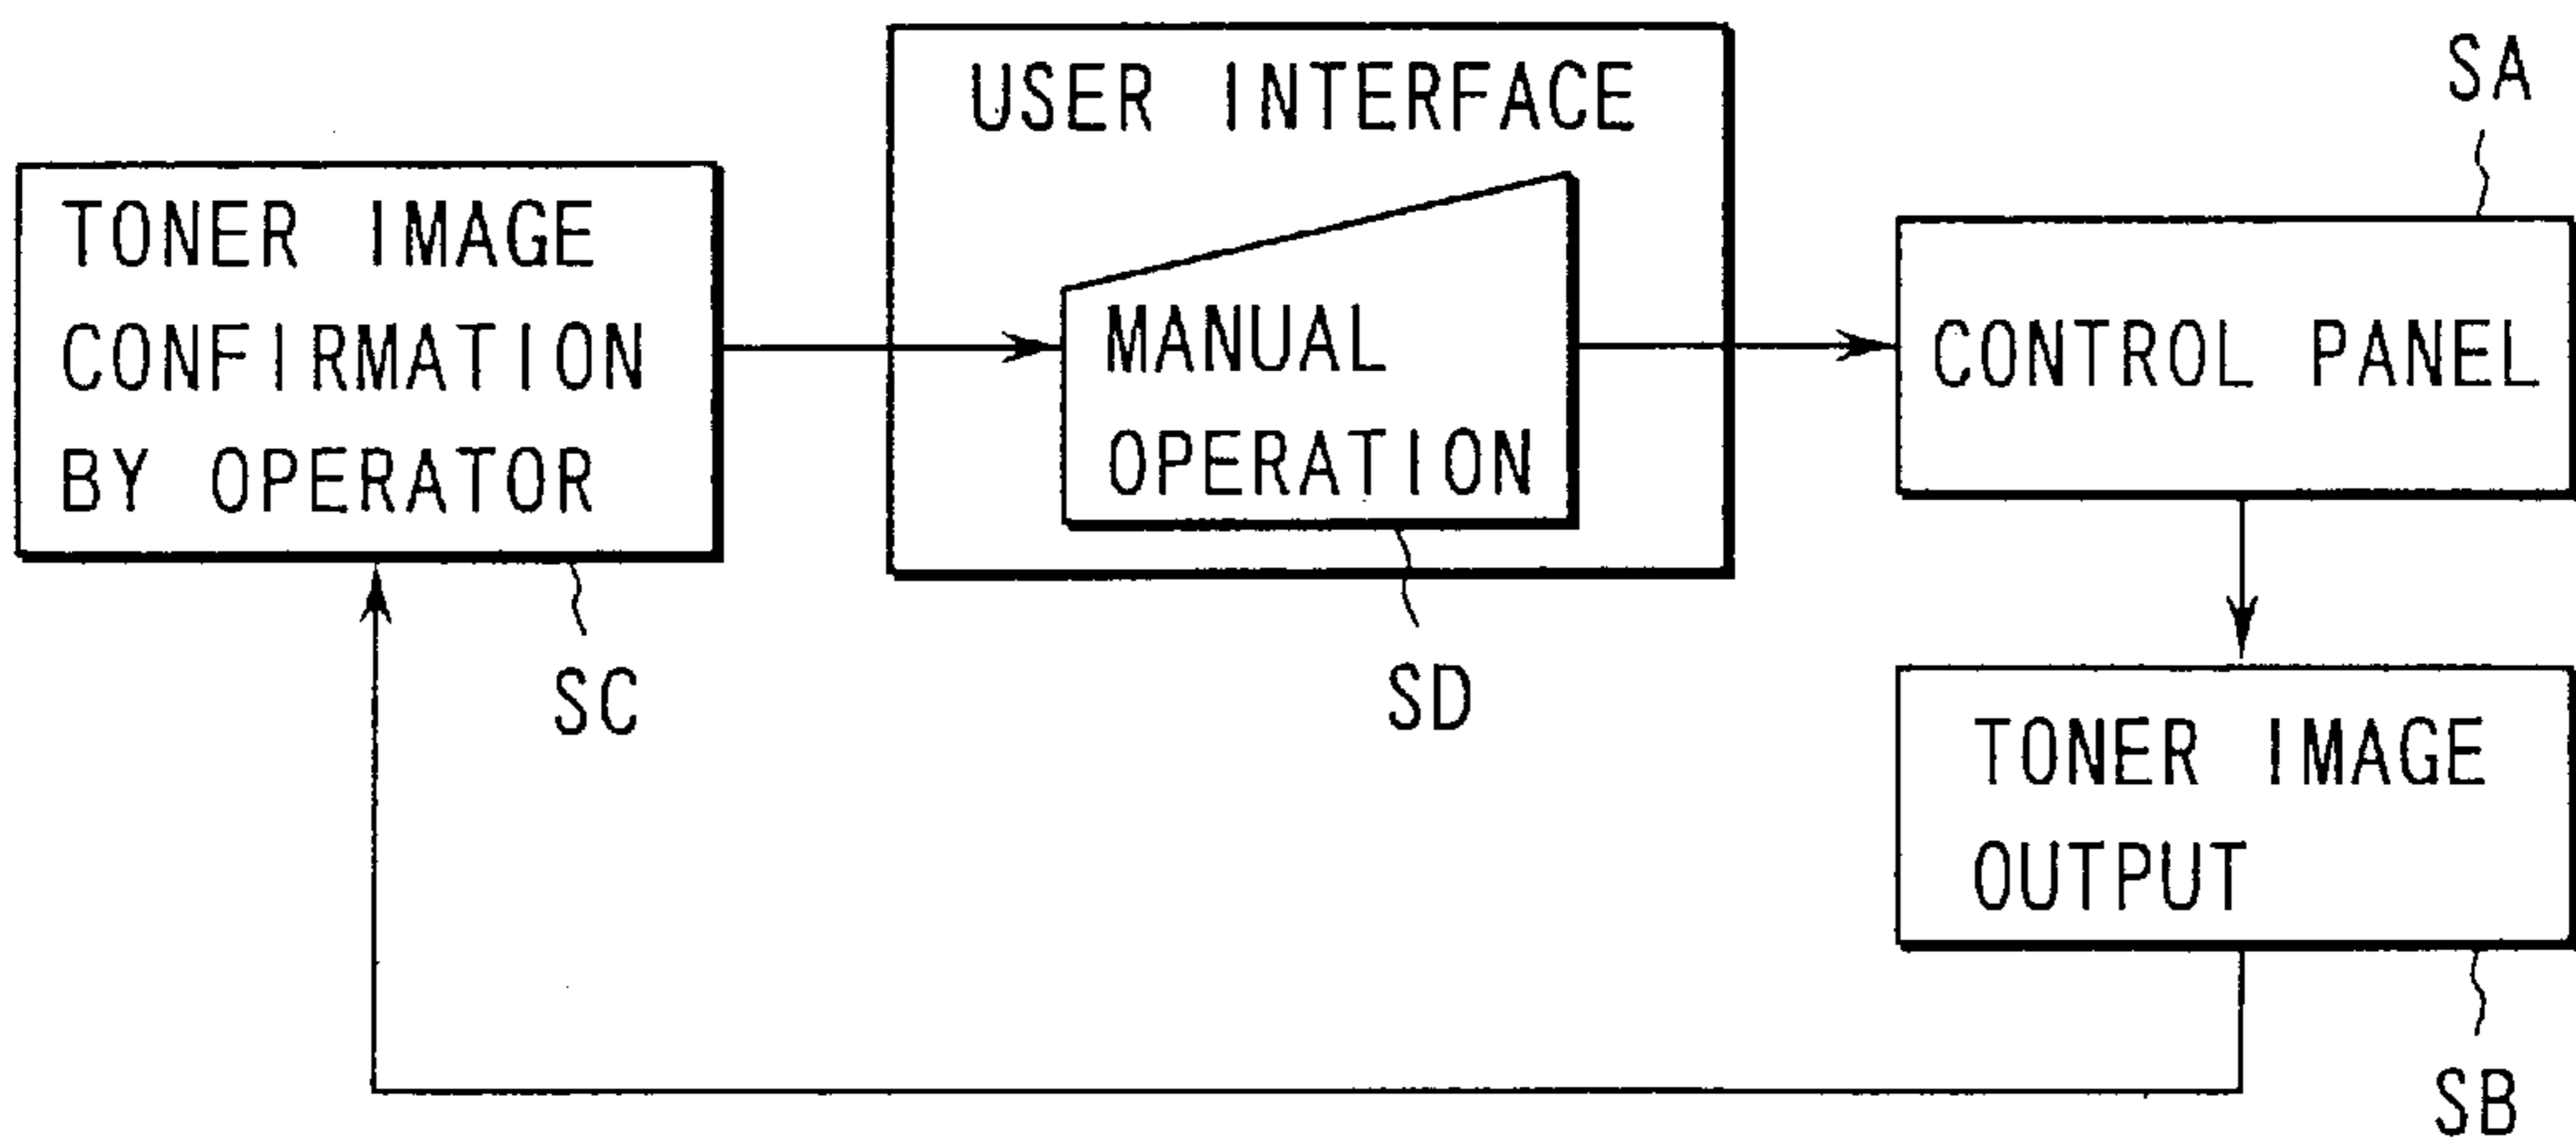 USER INTERFACE
SA
TONER IMAGE
CONFIRMATION
BY OPERATOR
MANUAL
OPERATION
CONTROL PANEL
SC
SD
TONER IMAGE
OUTPUT
SB